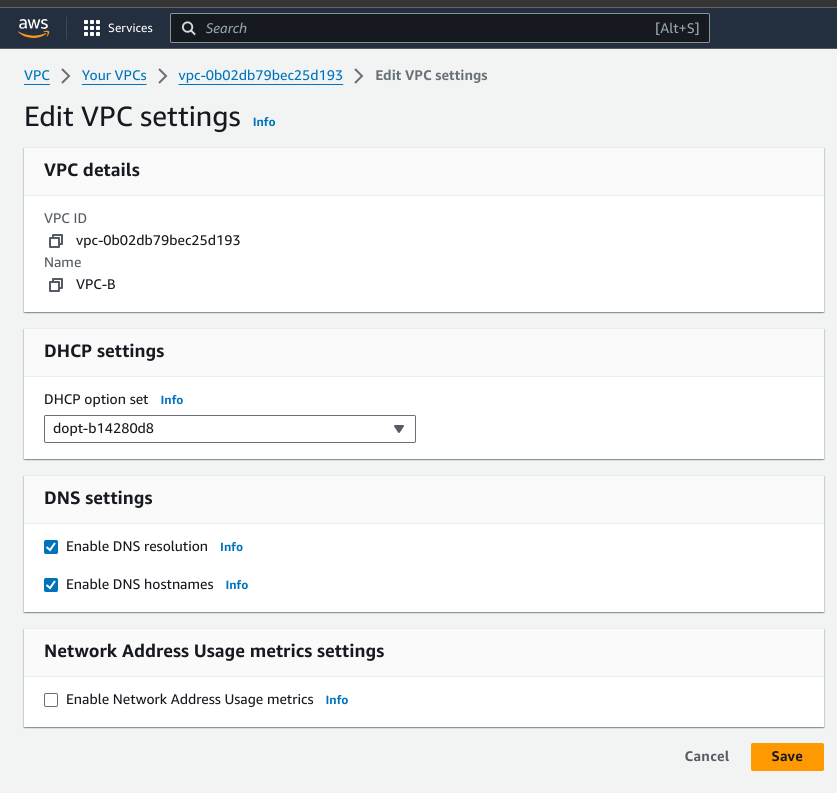 aws Services Search [Alt+S]
VPC Your VPCs vpc-0b02db79bec25d193 Edit VPC settings
Edit VPC settings Info
VPC details
VPC ID
vpc-0b02db79bec25d193
Name
VPC-B
DHCP settings
DHCP option set Info
dopt-b14280d8
DNS settings
Enable DNS resolution Info
Enable DNS hostnames Info
Network Address Usage metrics settings
Enable Network Address Usage metrics Info
Cancel Save